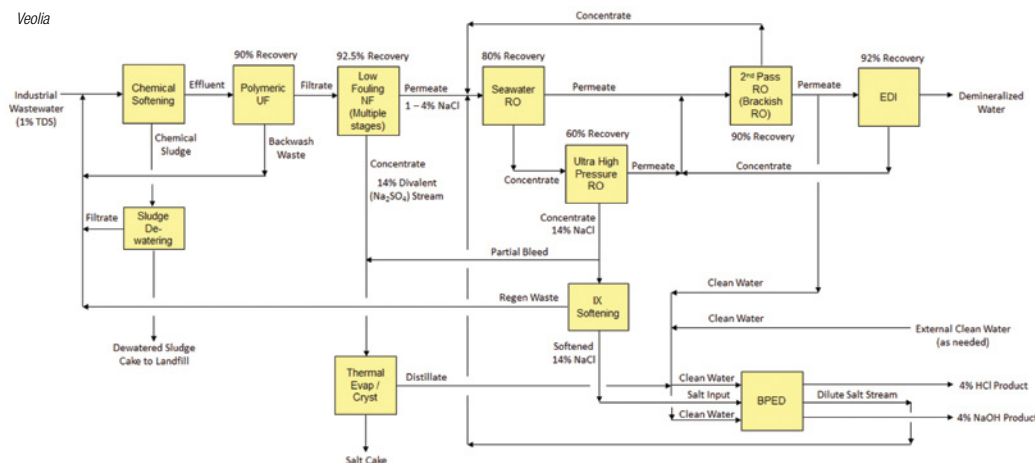 Veolia
Concentrate
90% Recovery
92.5% Recovery
80% Recovery
92% Recovery
Industrial
Wastewater
(1% TDS)
Chemical
Softening
Effluent
Polymeric
UF
Filtrate
Low
Fouling
NF
(Multiple
stages)
Permeate
1 – 4% NaCl
Seawater
RO
Permeate
2nd Pass
RO
(Brackish
RO)
90% Recovery
Permeate
EDI
Demineralized
Water
Chemical
Sludge
Backwash
Waste
Concentrate
14% Divalent
(Na₂SO₄) Stream
Concentrate
60% Recovery
Ultra High
Pressure
RO
Permeate
Concentrate
Filtrate
Sludge
De-
watering
Concentrate
14% NaCl
Partial Bleed
Regen Waste
IX
Softening
Clean Water
Clean Water
External Clean Water
(as needed)
Dewatered Sludge
Cake to Landfill
Softened
14% NaCl
Thermal
Evap /
Cryst
Distillate
Clean Water
Salt Input
Clean Water
BPED
4% HCl Product
Dilute Salt Stream
4% NaOH Product
Salt Cake